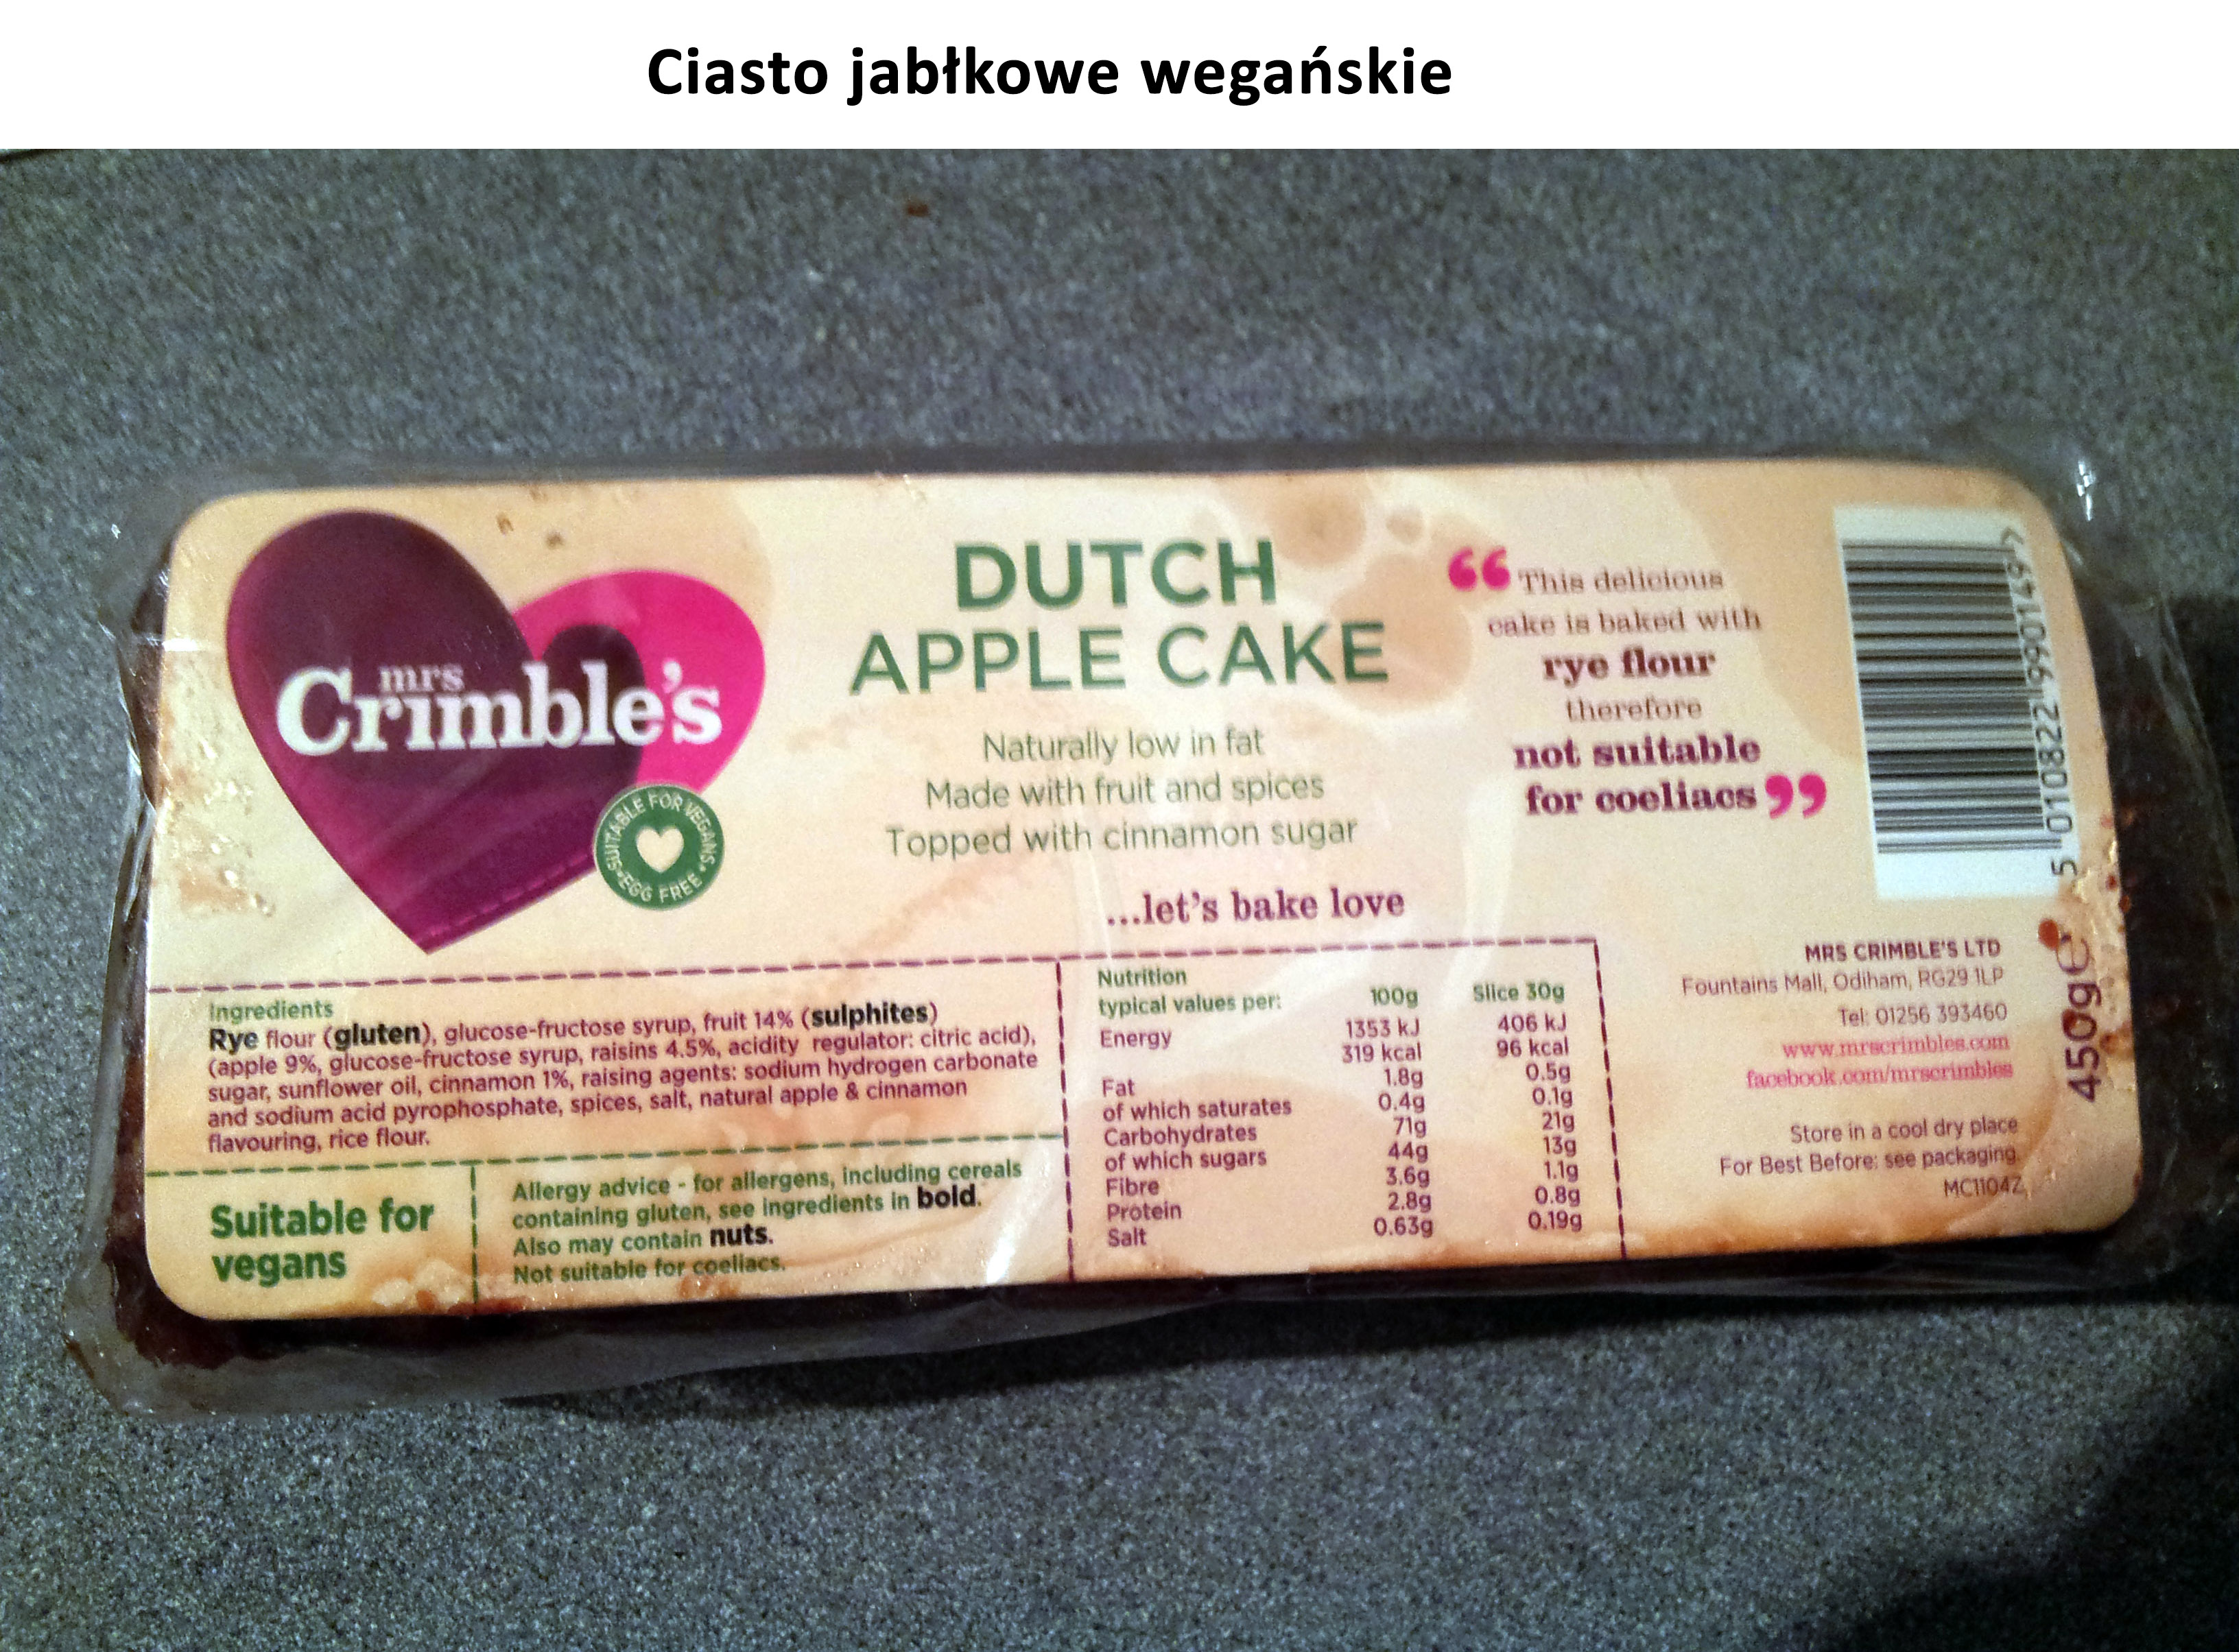 Ciasto jabłkowe wegańskie
mrs
Crimble's
SUITABLE FOR VEGANS
EGG FREE
DUTCH
APPLE CAKE
Naturally low in fat
Made with fruit and spices
Topped with cinnamon sugar
...let's bake love
“This delicious
cake is baked with
rye flour
therefore
not suitable
for coeliacs”
5 010822 990149 >
450g e
Ingredients
Rye flour (gluten), glucose-fructose syrup, fruit 14% (sulphites)
(apple 9%, glucose-fructose syrup, raisins 4.5%, acidity regulator: citric acid),
sugar, sunflower oil, cinnamon 1%, raising agents: sodium hydrogen carbonate
and sodium acid pyrophosphate, spices, salt, natural apple & cinnamon
flavouring, rice flour.
Suitable for
vegans
Allergy advice - for allergens, including cereals
containing gluten, see ingredients in bold.
Also may contain nuts.
Not suitable for coeliacs.
Nutrition
typical values per: 100g Slice 30g
Energy 1353 kJ 406 kJ
319 kcal 96 kcal
Fat 1.8g 0.5g
of which saturates 0.4g 0.1g
Carbohydrates 71g 21g
of which sugars 44g 13g
Fibre 3.6g 1.1g
Protein 2.8g 0.8g
Salt 0.63g 0.19g
MRS CRIMBLE'S LTD
Fountains Mall, Odiham, RG29 1LP
Tel: 01256 393460
www.mrscrimbles.com
facebook.com/mrscrimbles
Store in a cool dry place
For Best Before: see packaging.
MC1104Z